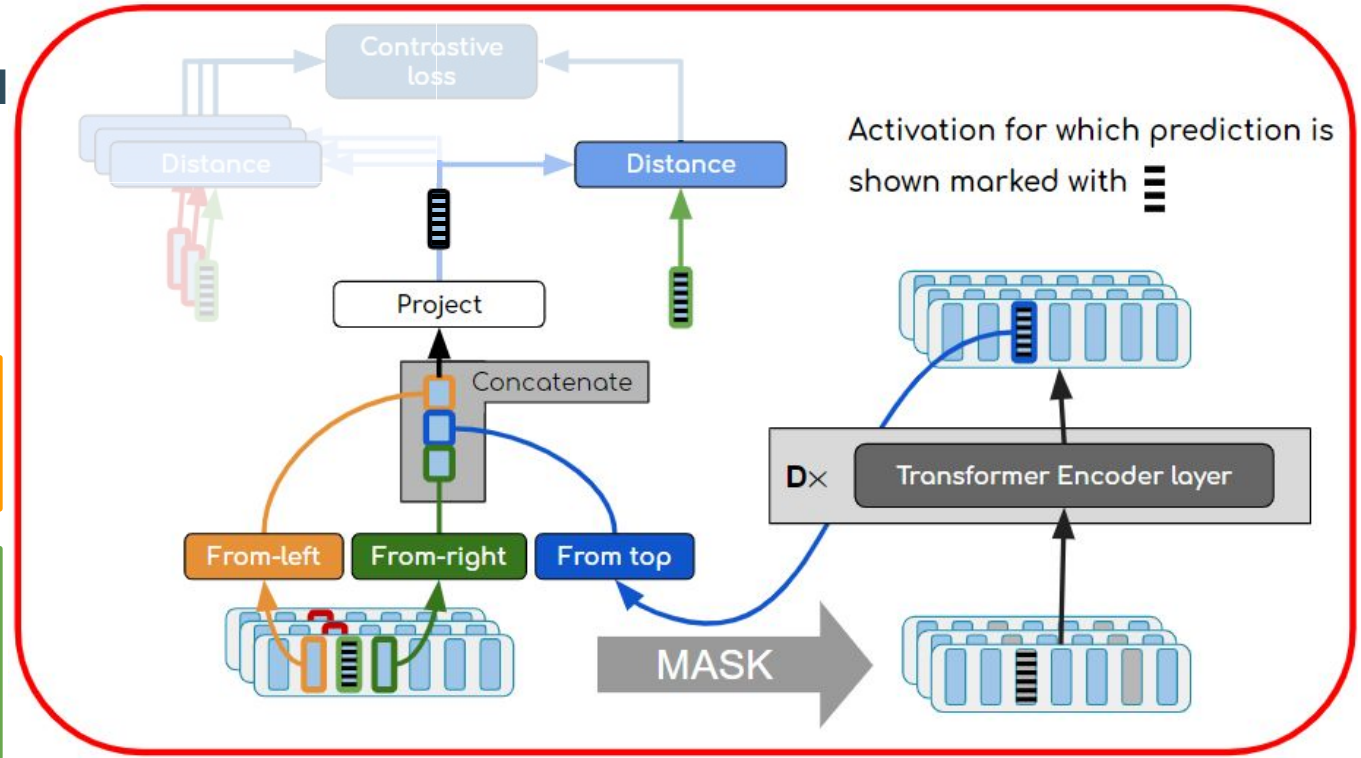 Contrastive
loss
Activation for which prediction is
shown marked with
Distance
Distance
Project
Concatenate
D× Transformer Encoder layer
From-left
From-right
From top
MASK